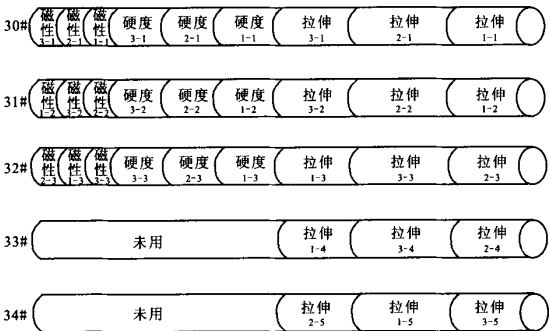 30# 磁性 磁性 磁性 硬度 硬度 硬度 拉伸 拉伸 拉伸
3-1 2-1 1-1 3-1 2-1 1-1 3-1 2-1 1-1
31# 磁性 磁性 磁性 硬度 硬度 硬度 拉伸 拉伸 拉伸
1-2 3-2 2-2 3-2 2-2 1-2 3-2 2-2 1-2
32# 磁性 磁性 磁性 硬度 硬度 硬度 拉伸 拉伸 拉伸
2-3 1-3 3-3 3-3 2-3 1-3 1-3 3-3 2-3
33# 未用 拉伸 拉伸 拉伸
1-4 3-4 2-4
34# 未用 拉伸 拉伸 拉伸
2-5 1-5 3-5